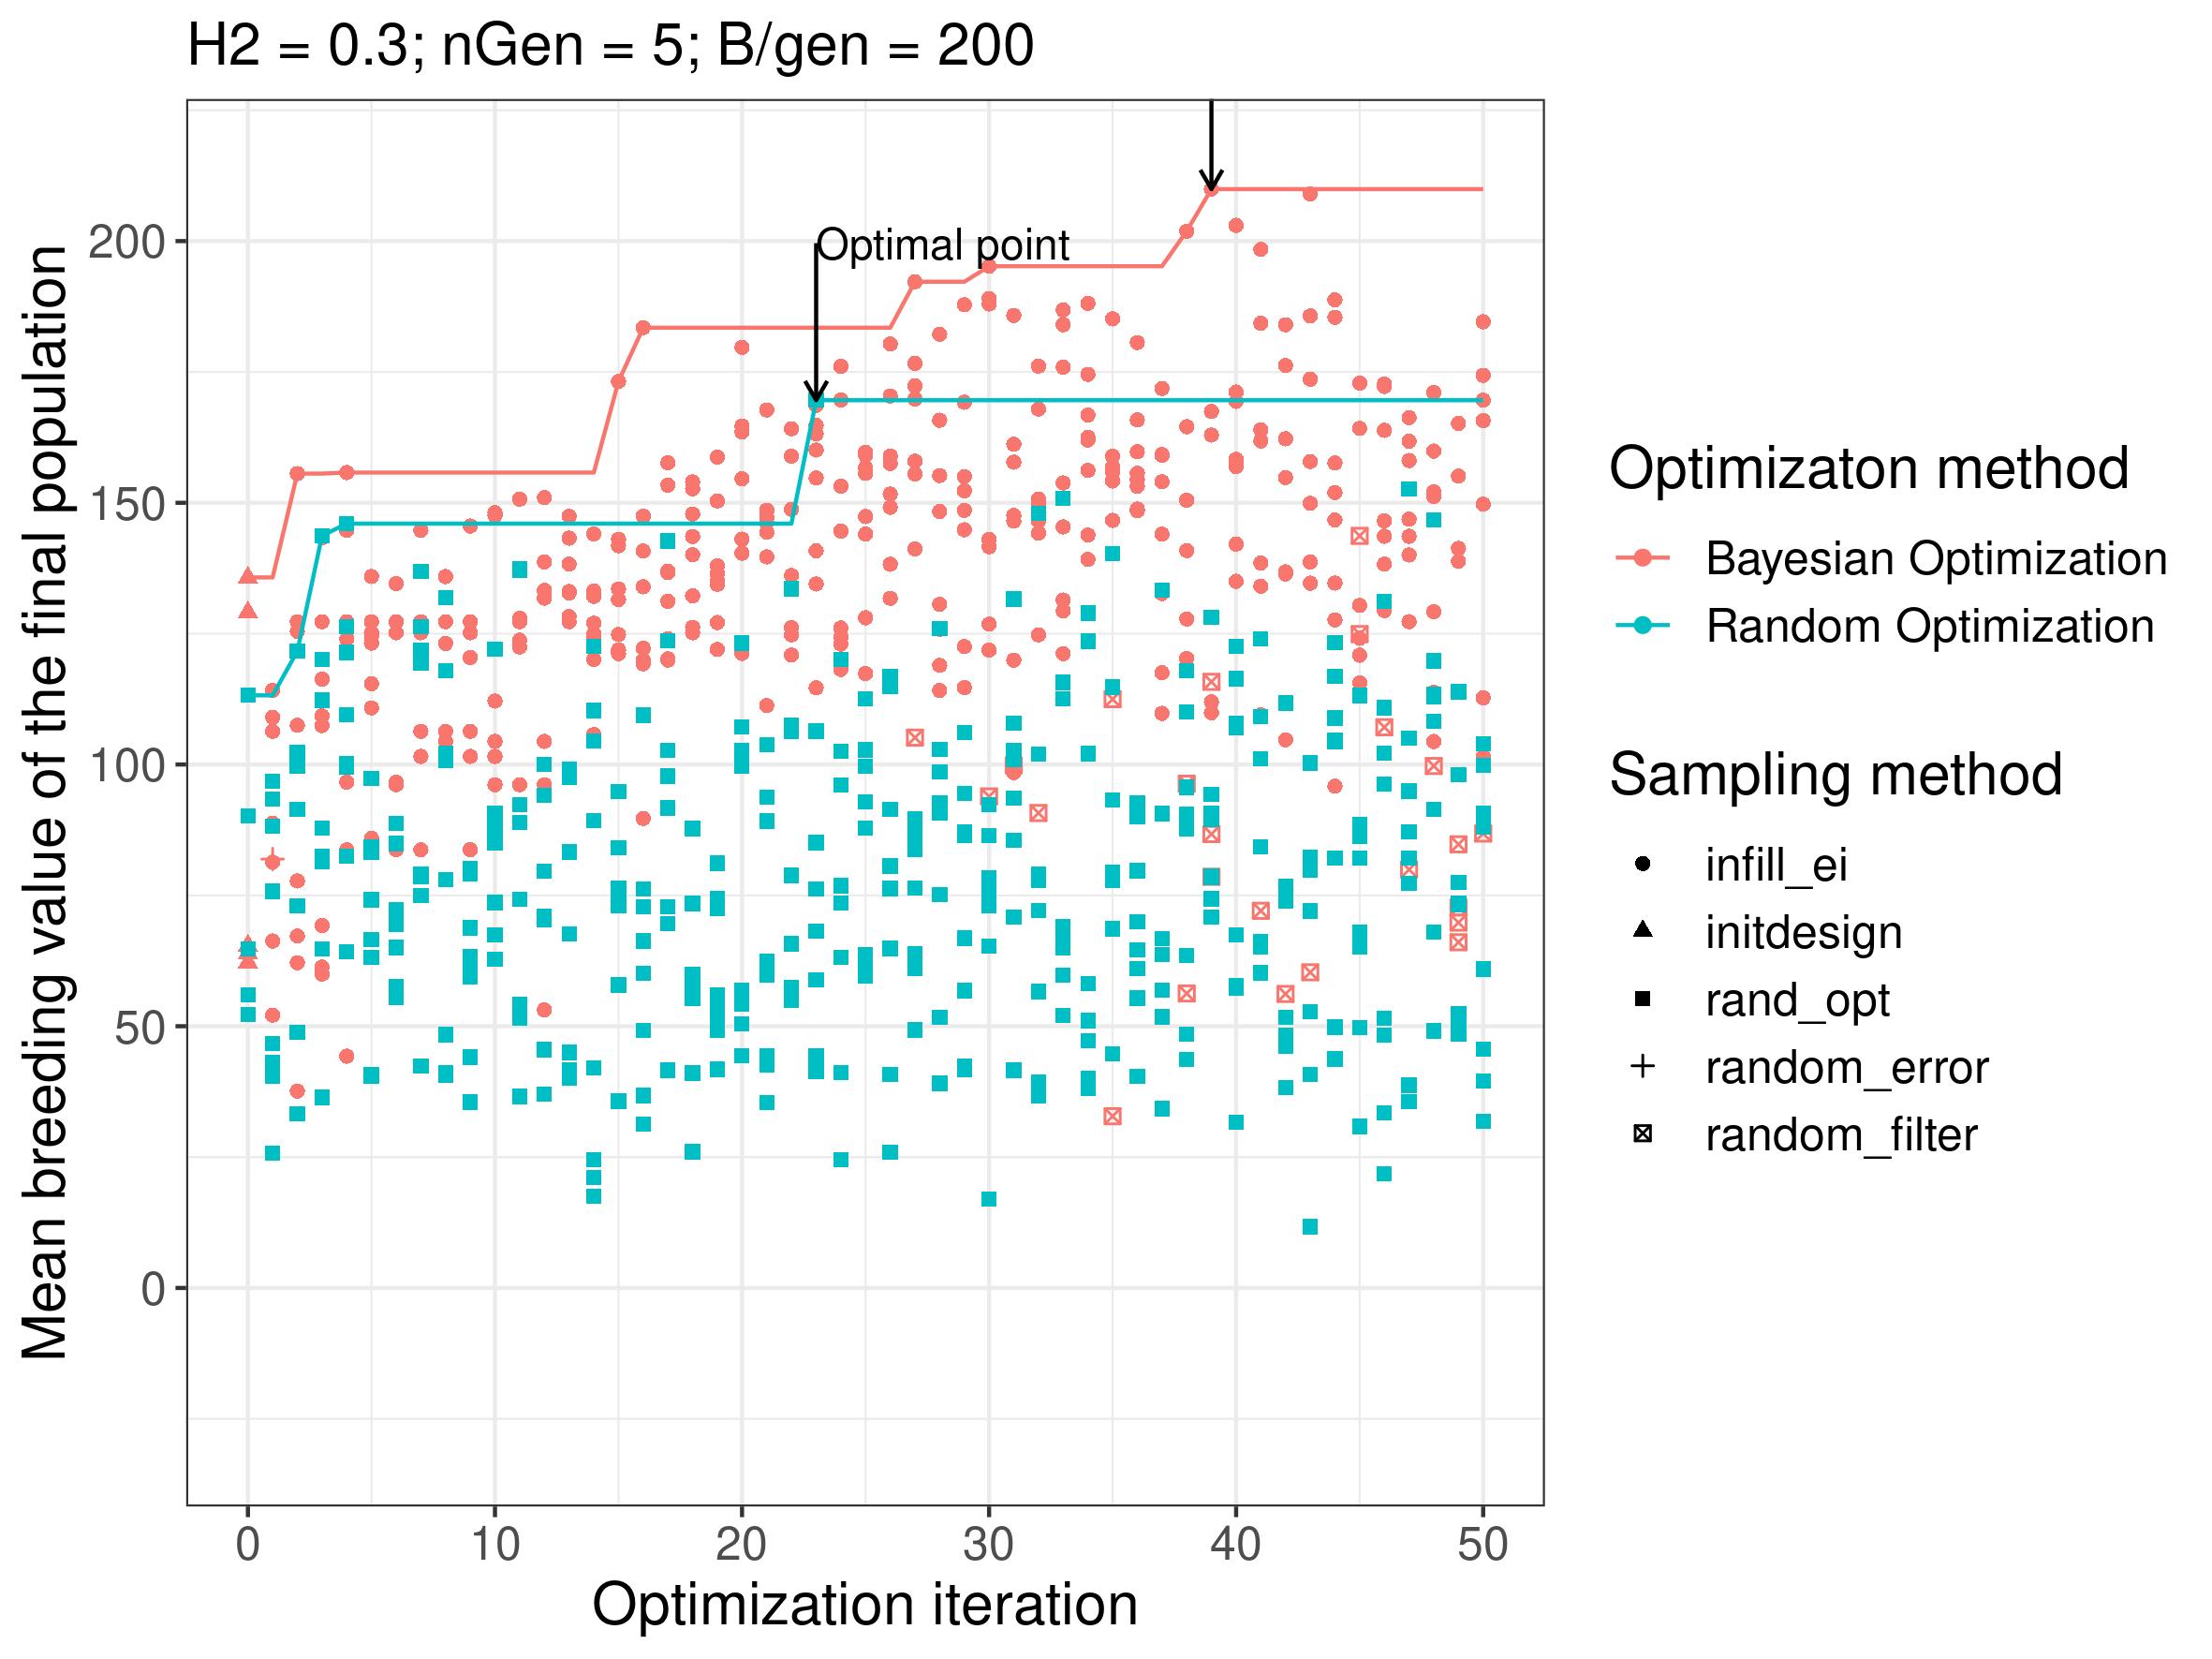 H2 = 0.3; nGen = 5; B/gen = 200
Mean breeding value of the final population
200
150
100
50
0
Optimal point
0
10
20
30
40
50
Optimization iteration
Optimizaton method
Bayesian Optimization
Random Optimization
Sampling method
infill_ei
initdesign
rand_opt
random_error
random_filter